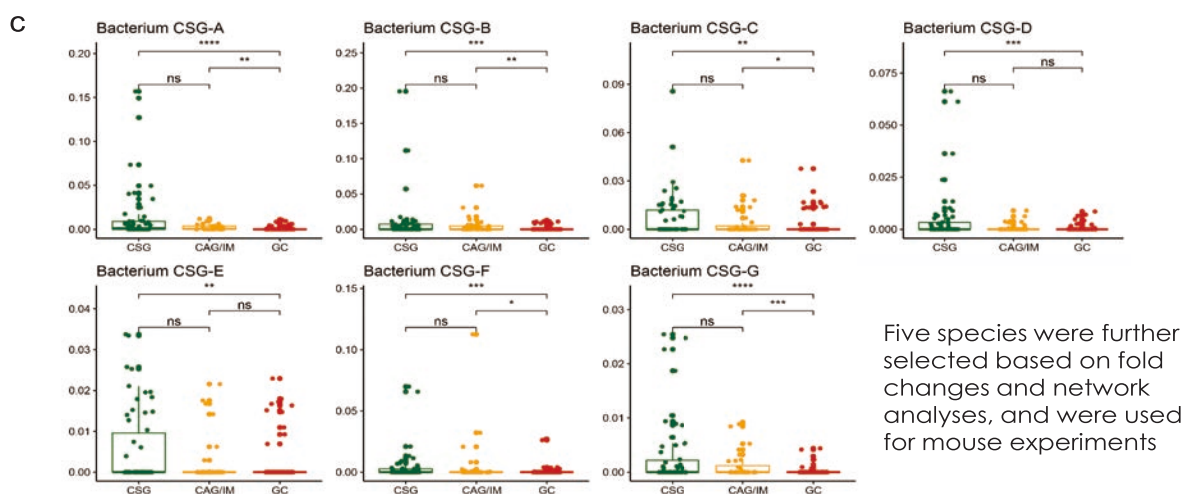 C
Bacterium CSG-A
****
**
ns
0.20
0.15
0.10
0.05
0.00
CSG CAG/IM GC
Bacterium CSG-B
***
**
ns
0.25
0.20
0.15
0.10
0.05
0.00
CSG CAG/IM GC
Bacterium CSG-C
**
*
ns
0.09
0.06
0.03
0.00
CSG CAG/IM GC
Bacterium CSG-D
***
ns
ns
0.075
0.050
0.025
0.000
CSG CAG/IM GC
Bacterium CSG-E
**
ns
ns
0.04
0.03
0.02
0.01
0.00
CSG CAG/IM GC
Bacterium CSG-F
***
*
ns
0.15
0.10
0.05
0.00
CSG CAG/IM GC
Bacterium CSG-G
****
***
ns
0.03
0.02
0.01
0.00
CSG CAG/IM GC
Five species were further
selected based on fold
changes and network
analyses, and were used
for mouse experiments